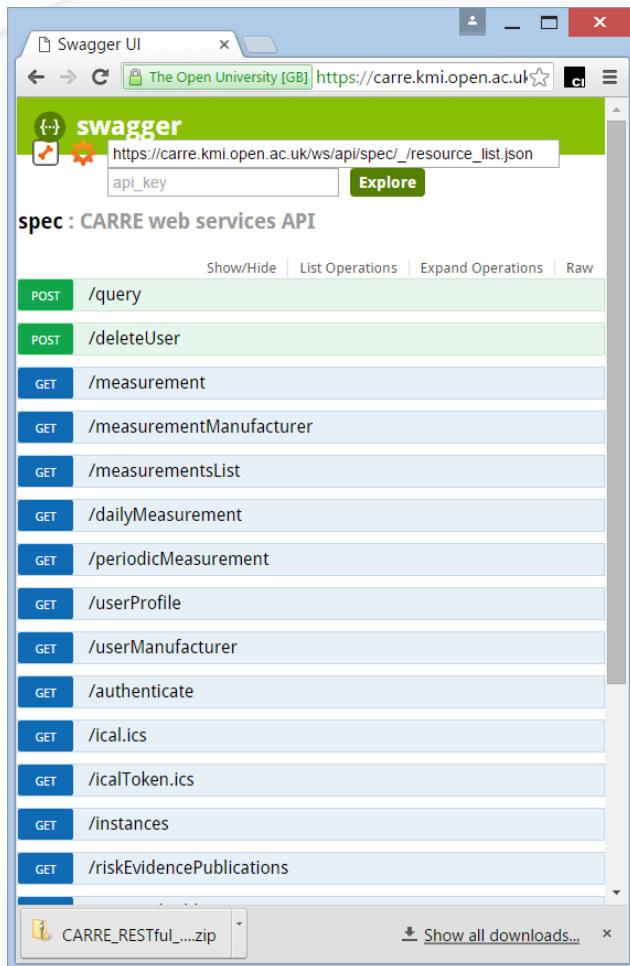 Swagger UI
The Open University [GB] https://carre.kmi.open.ac.uk
swagger
https://carre.kmi.open.ac.uk/ws/api/spec/_/resource_list.json
api_key Explore
spec : CARRE web services API
Show/Hide List Operations Expand Operations Raw
POST /query
POST /deleteUser
GET /measurement
GET /measurementManufacturer
GET /measurementsList
GET /dailyMeasurement
GET /periodicMeasurement
GET /userProfile
GET /userManufacturer
GET /authenticate
GET /ical.ics
GET /icalToken.ics
GET /instances
GET /riskEvidencePublications
CARRE_RESTful_....zip Show all downloads...